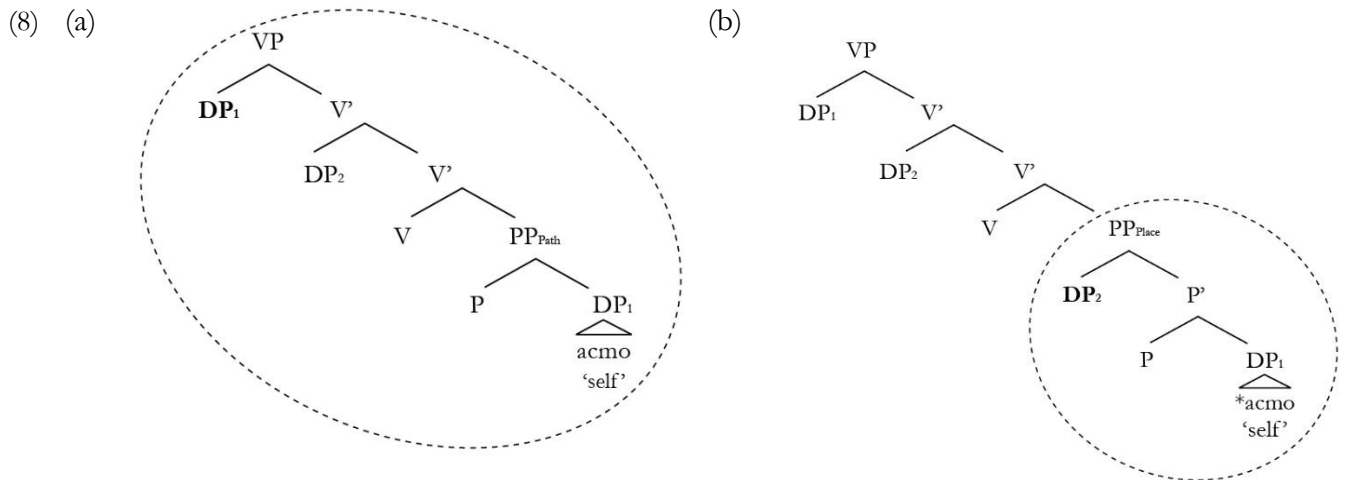 (8) (a) (b)
VP
DP₁ V’
DP₂ V’
V PPPath
P DP₁
acmo
‘self’
VP
DP₁ V’
DP₂ V’
V PPPlace
DP₂ P’
P DP₁
*acmo
‘self’